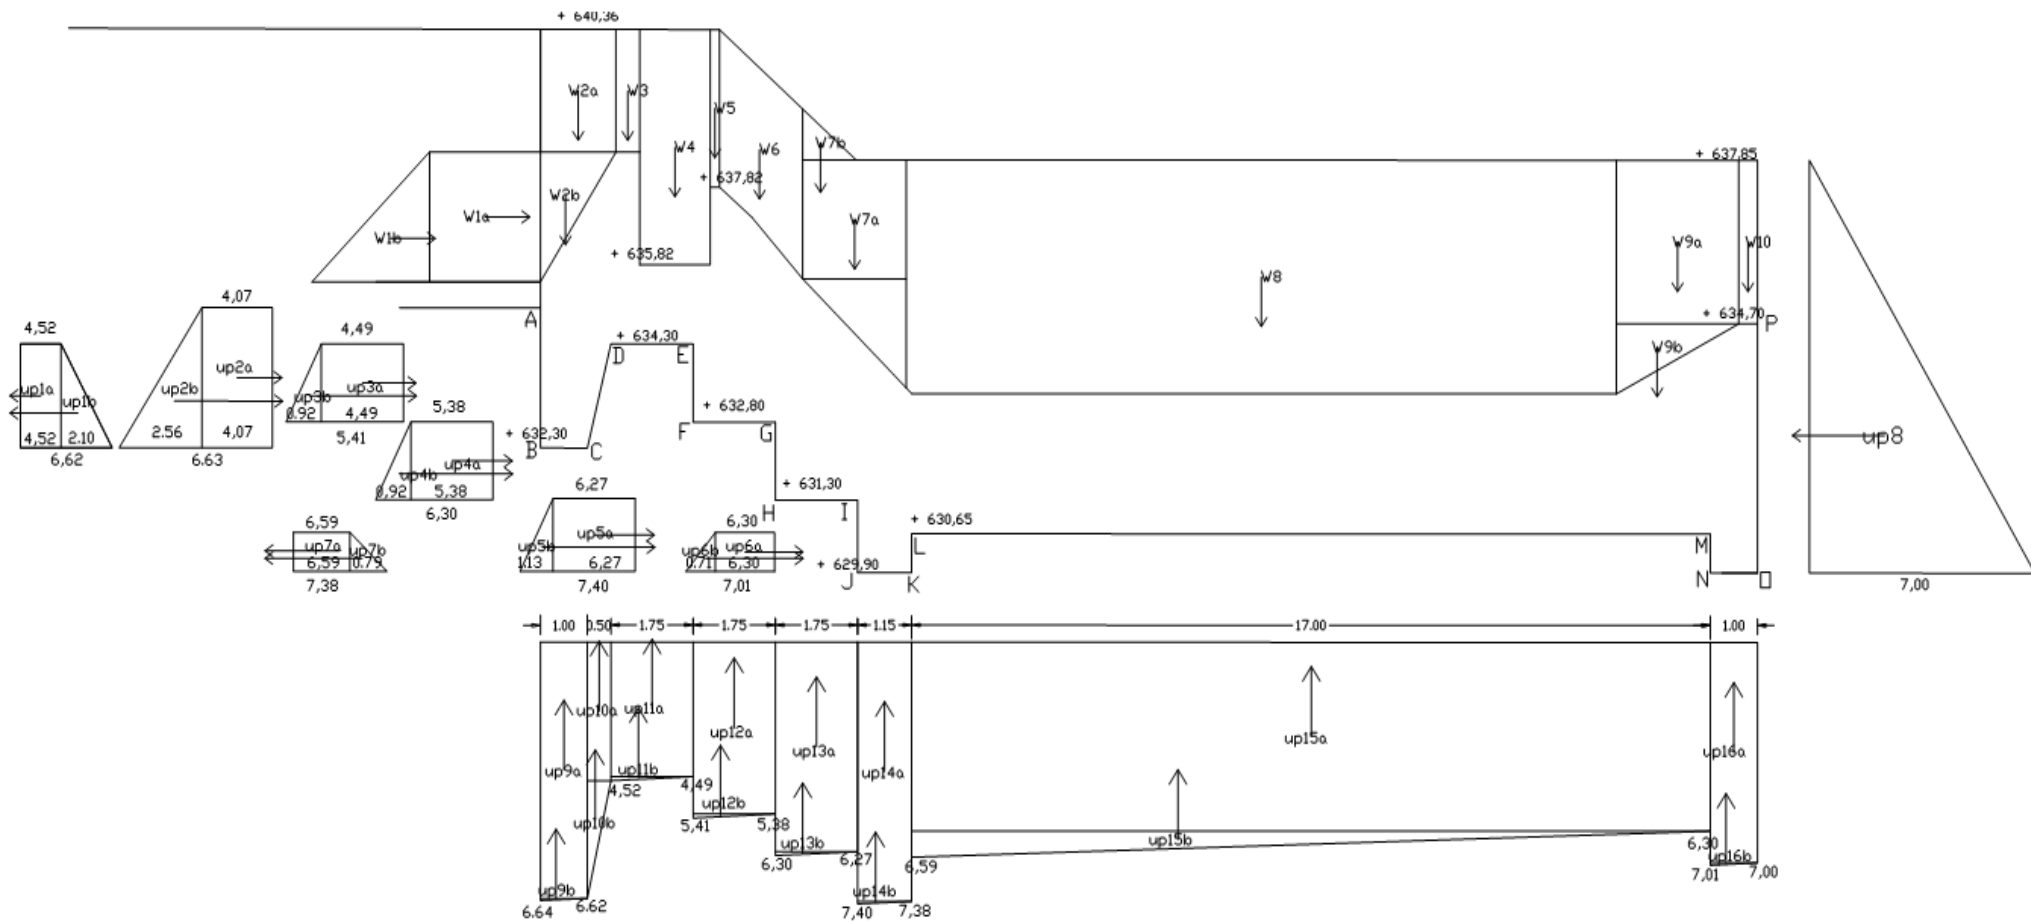 + 640,36
W2a W3
W5
W4 W6 W7b
+ 637,85
+ 637,82
W2b
W1a W7a
W1b
+ 635,82
W9a W10
W8
4,07
A
+ 634,70 P
4,52 4,49
+ 634,30
D E
W9b
up1a up1b up2b up2a up3b up3a
0.92 4,49
5,38
+ 632,80
4,52 2.10 2.56 4,07
5,41
+ 632,30
F G
B C
up8
6,62 6.63
up4b up4a
0,92 5,38
6,27
+ 631,30
6,30
H I
6,59
6,30
+ 630,65
up7a up7b
up5b up5a
up6b up6a
L M
6,59 0.79
1.13 6,27
0.71 6,30
+ 629,90
7,38 7,40 7,01
J K N O
7,00
1.00 0.50 1.75 1.75 1.75 1.15 17.00 1.00
up10a up11a
up12a
up13a
up15a
up9a up11b
up14a
up16a
4,52 4,49
up12b
up10b
5,41 5,38
up13b
up15b
6,30 6,27 6,59
6,30
up16b
7,01 7,00
up9b up14b
6.64 6.62 7,40 7,38